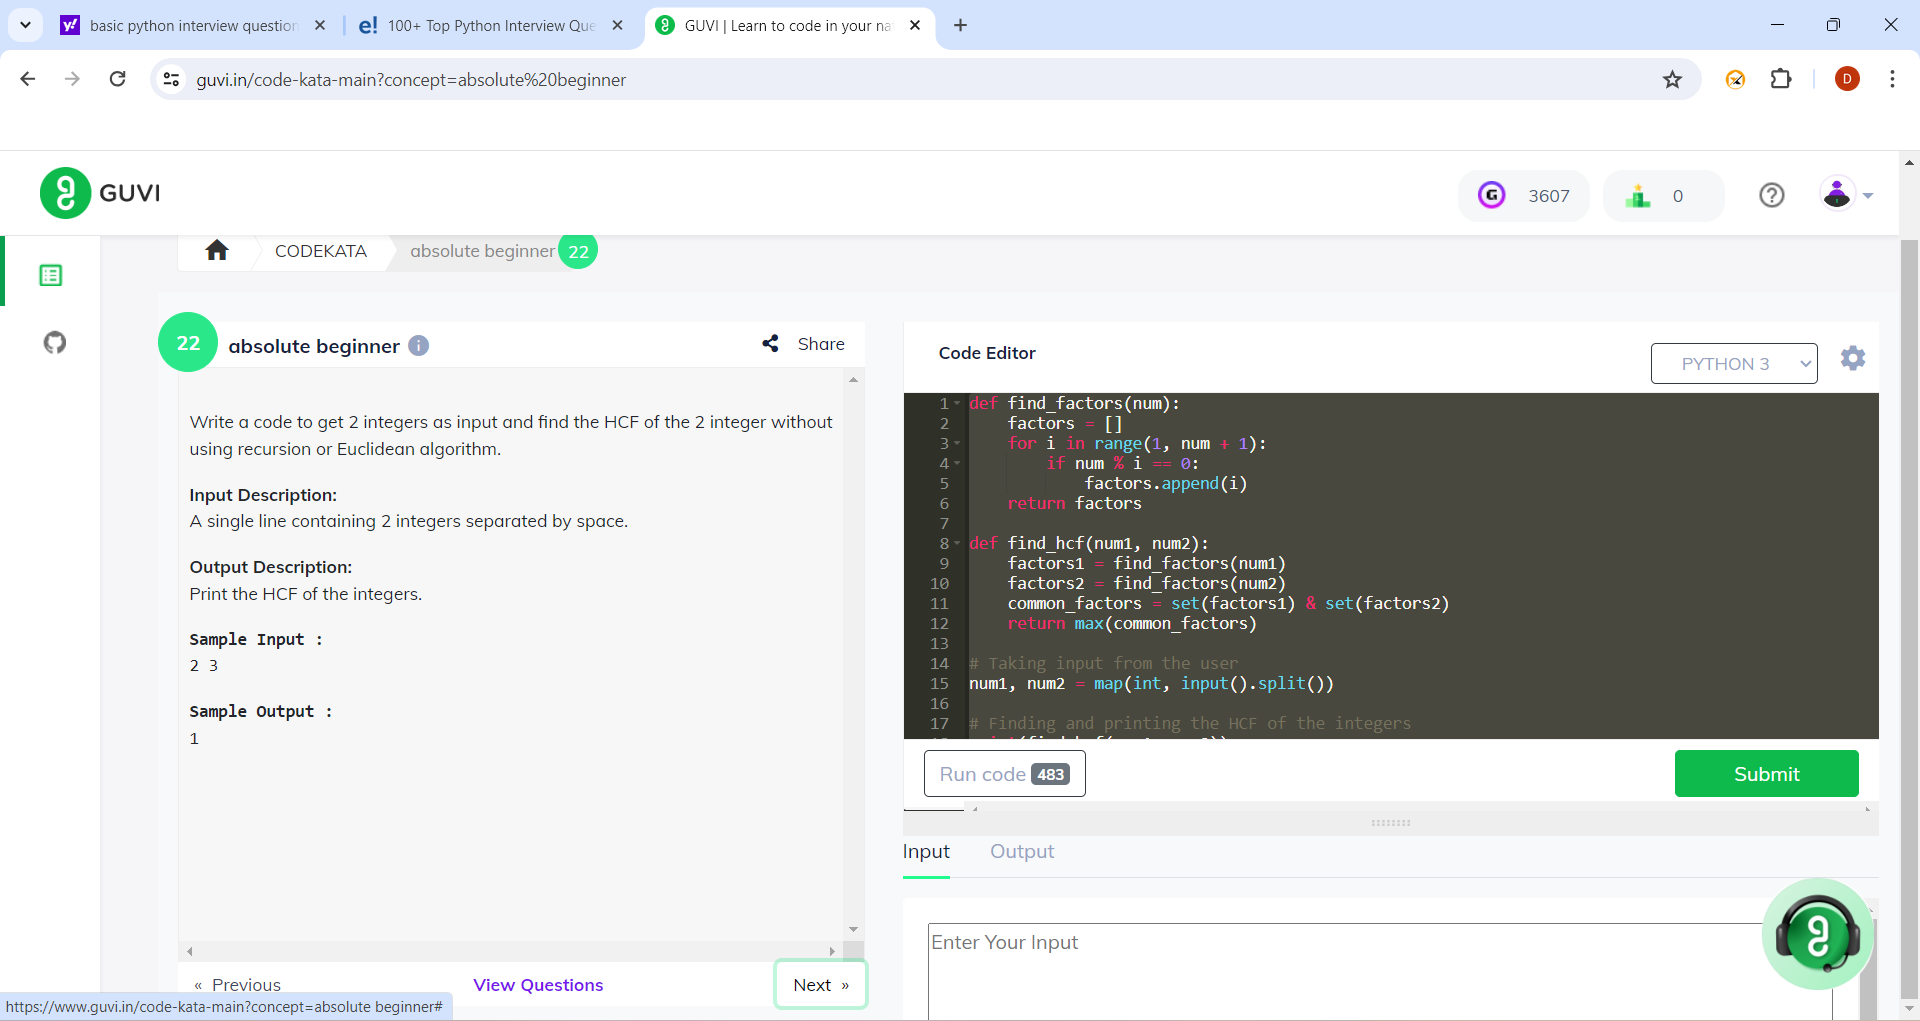 basic python interview question
100+ Top Python Interview Que
GUVI | Learn to code in your na
guvi.in/code-kata-main?concept=absolute%20beginner
D
GUVI
G
3607
0
CODEKATA
absolute beginner
22
22
absolute beginner
Share
Write a code to get 2 integers as input and find the HCF of the 2 integer without
using recursion or Euclidean algorithm.
Input Description:
A single line containing 2 integers separated by space.
Output Description:
Print the HCF of the integers.
Sample Input :
2 3
Sample Output :
1
« Previous
View Questions
Next »
https://www.guvi.in/code-kata-main?concept=absolute beginner#
Code Editor
PYTHON 3
1 def find_factors(num):
2 factors = []
3 for i in range(1, num + 1):
4 if num % i == 0:
5 factors.append(i)
6 return factors
7
8 def find_hcf(num1, num2):
9 factors1 = find_factors(num1)
10 factors2 = find_factors(num2)
11 common_factors = set(factors1) & set(factors2)
12 return max(common_factors)
13
14 # Taking input from the user
15 num1, num2 = map(int, input().split())
16
17 # Finding and printing the HCF of the integers
Run code 483
Submit
Input
Output
Enter Your Input